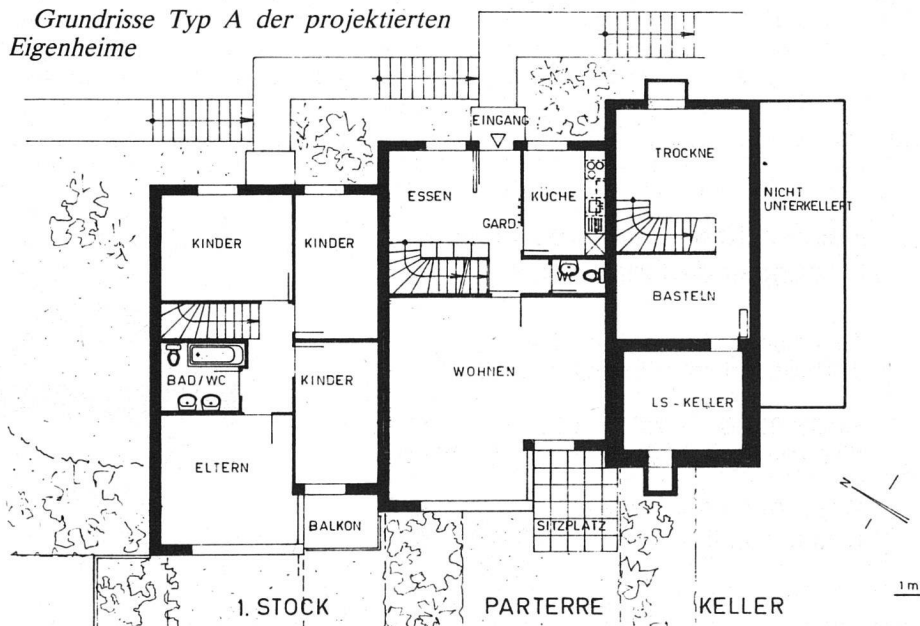 Grundrisse Typ A der projektierten
Eigenheime
EINGANG
TROCKNE
ESSEN
KÜCHE
NICHT
UNTERKELLERT
GARD.
KINDER
KINDER
WC
BASTELN
WOHNEN
BAD/WC
KINDER
LS-KELLER
ELTERN
N
BALKON
SITZPLATZ
1 m
1. STOCK
PARTERRE
KELLER